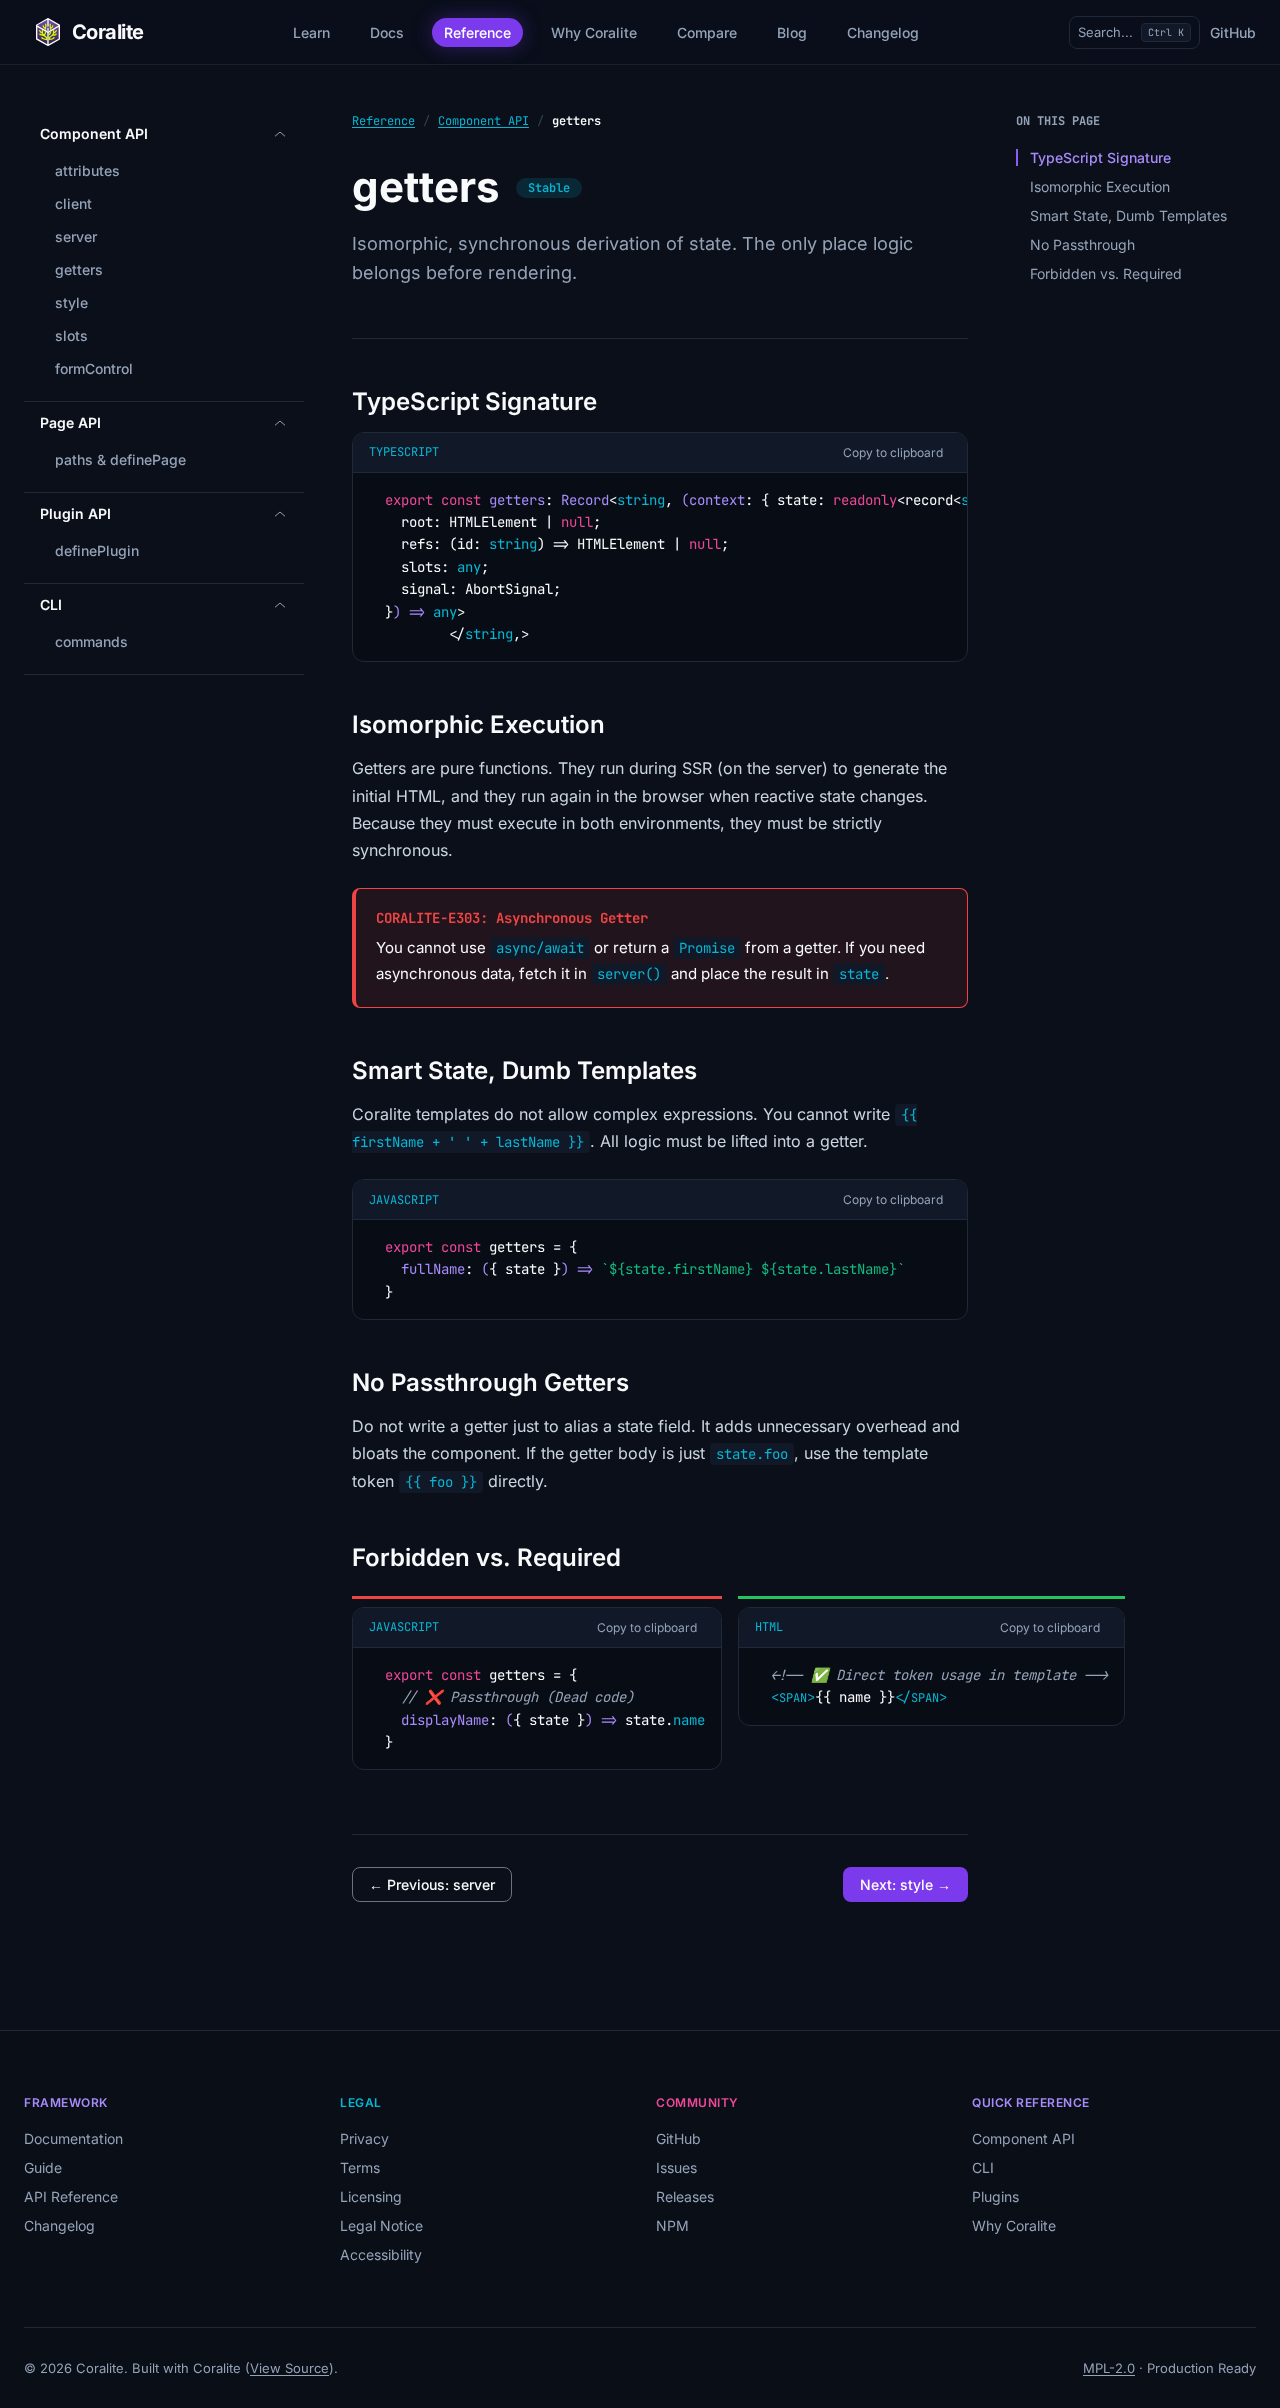 Coralite
Learn
Docs
Reference
Why Coralite
Compare
Blog
Changelog
Search...
Ctrl K
GitHub
Component API
attributes
client
server
getters
style
slots
formControl
Page API
paths & definePage
Plugin API
definePlugin
CLI
commands
Reference / Component API / getters
getters
Stable
Isomorphic, synchronous derivation of state. The only place logic
belongs before rendering.
TypeScript Signature
TYPESCRIPT
Copy to clipboard
export const getters: Record<string, (context: { state: readonly<record<s
root: HTMLElement | null;
refs: (id: string) => HTMLElement | null;
slots: any;
signal: AbortSignal;
}) => any>
</string,>
Isomorphic Execution
Getters are pure functions. They run during SSR (on the server) to generate the
initial HTML, and they run again in the browser when reactive state changes.
Because they must execute in both environments, they must be strictly
synchronous.
CORALITE-E303: Asynchronous Getter
You cannot use async/await or return a Promise from a getter. If you need
asynchronous data, fetch it in server() and place the result in state.
Smart State, Dumb Templates
Coralite templates do not allow complex expressions. You cannot write {{
firstName + ' ' + lastName }}. All logic must be lifted into a getter.
JAVASCRIPT
Copy to clipboard
export const getters = {
fullName: ({ state }) => `${state.firstName} ${state.lastName}`
}
No Passthrough Getters
Do not write a getter just to alias a state field. It adds unnecessary overhead and
bloats the component. If the getter body is just state.foo, use the template
token {{ foo }} directly.
Forbidden vs. Required
JAVASCRIPT
Copy to clipboard
export const getters = {
// ❌ Passthrough (Dead code)
displayName: ({ state }) => state.name
}
HTML
Copy to clipboard
<!-- ✅ Direct token usage in template -->
<SPAN>{{ name }}</SPAN>
← Previous: server
Next: style →
ON THIS PAGE
TypeScript Signature
Isomorphic Execution
Smart State, Dumb Templates
No Passthrough
Forbidden vs. Required
FRAMEWORK
Documentation
Guide
API Reference
Changelog
LEGAL
Privacy
Terms
Licensing
Legal Notice
Accessibility
COMMUNITY
GitHub
Issues
Releases
NPM
QUICK REFERENCE
Component API
CLI
Plugins
Why Coralite
© 2026 Coralite. Built with Coralite (View Source).
MPL-2.0 · Production Ready